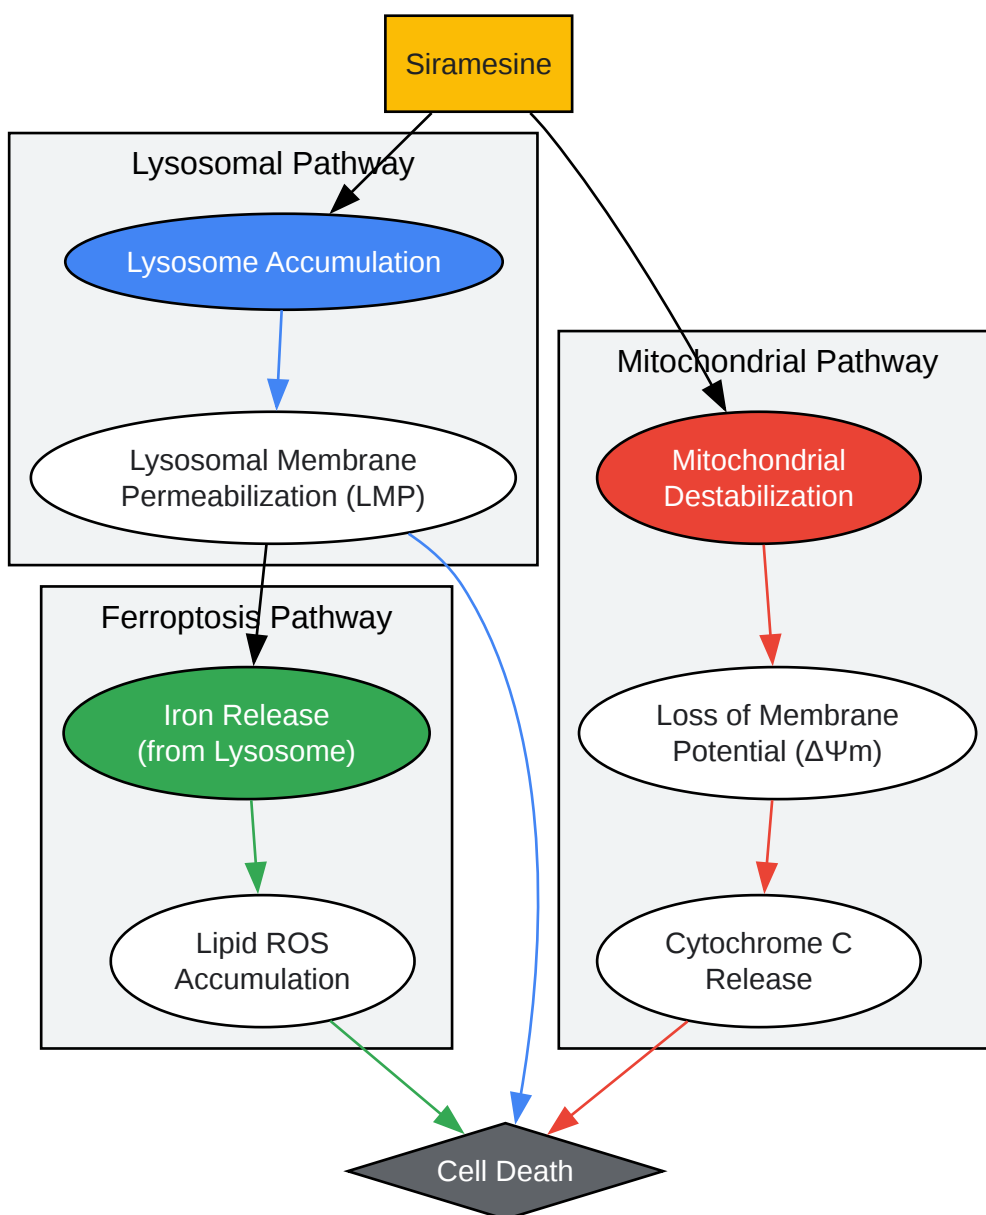 Siramesine
Lysosomal Pathway
Lysosome Accumulation
Lysosomal Membrane
Permeabilization (LMP)
Mitochondrial Pathway
Mitochondrial
Destabilization
Ferroptosis Pathway
Iron Release
(from Lysosome)
Loss of Membrane
Potential (ΔΨm)
Lipid ROS
Accumulation
Cytochrome C
Release
Cell Death